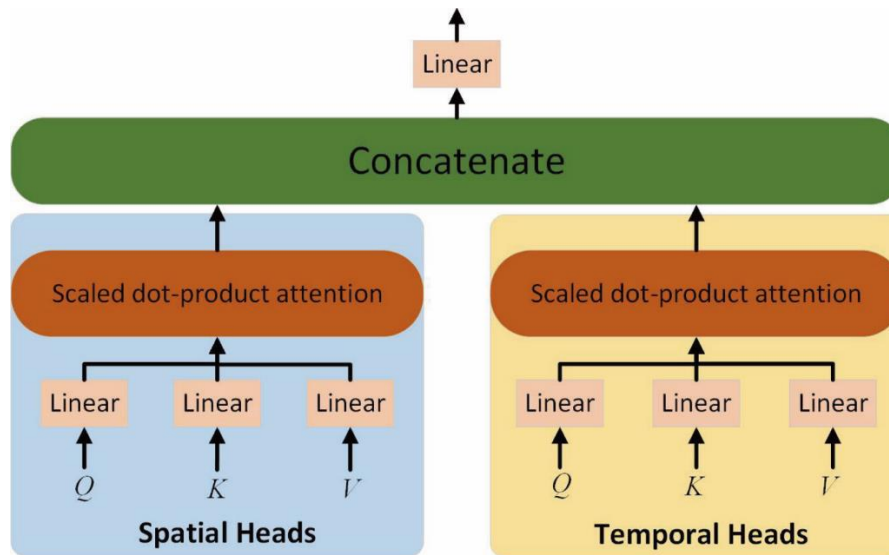 Linear
Concatenate
Scaled dot-product attention
Scaled dot-product attention
Linear
Linear
Linear
Linear
Linear
Linear
Q
K
V
Q
K
V
Spatial Heads
Temporal Heads